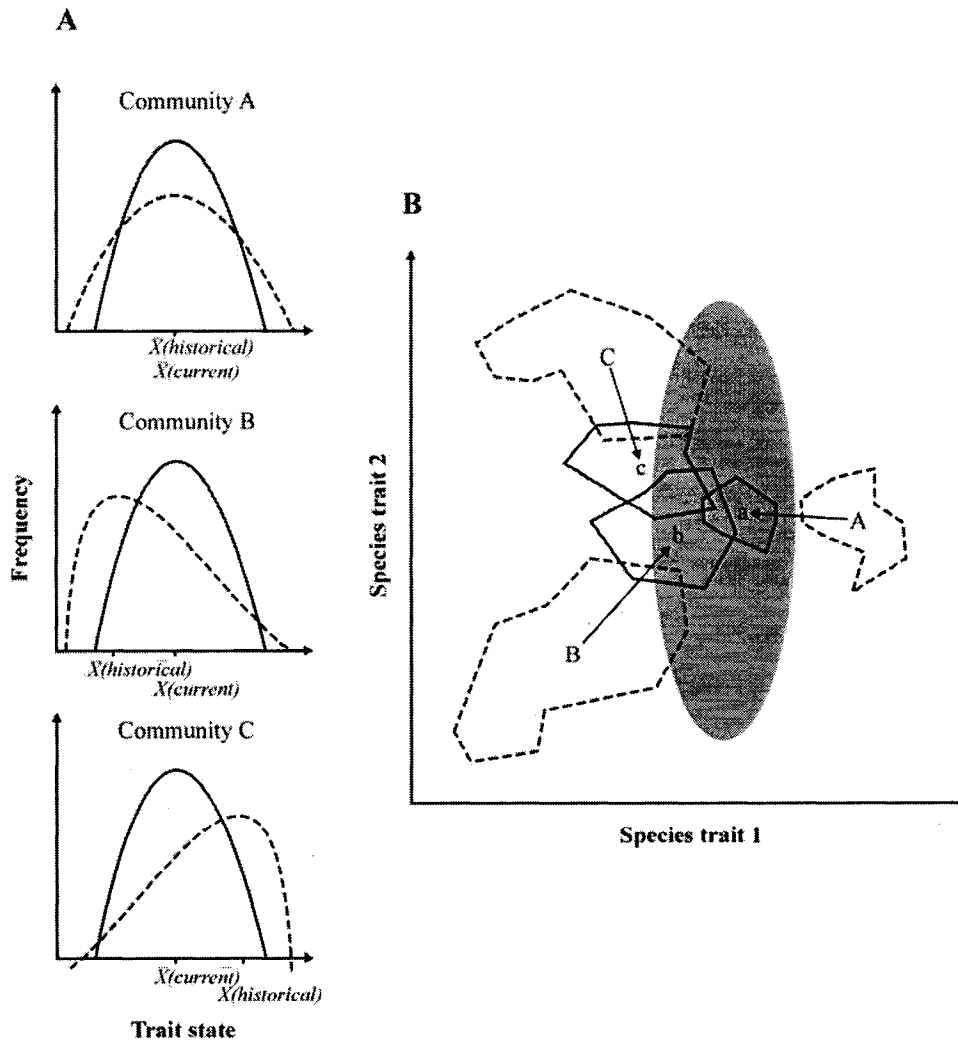 A
Community A
X̄(historical)
X̄(current)
Community B
X̄(historical)
X̄(current)
Community C
X̄(current)
X̄(historical)
Frequency
Trait state
B
C
c
a
A
b
B
Species trait 2
Species trait 1